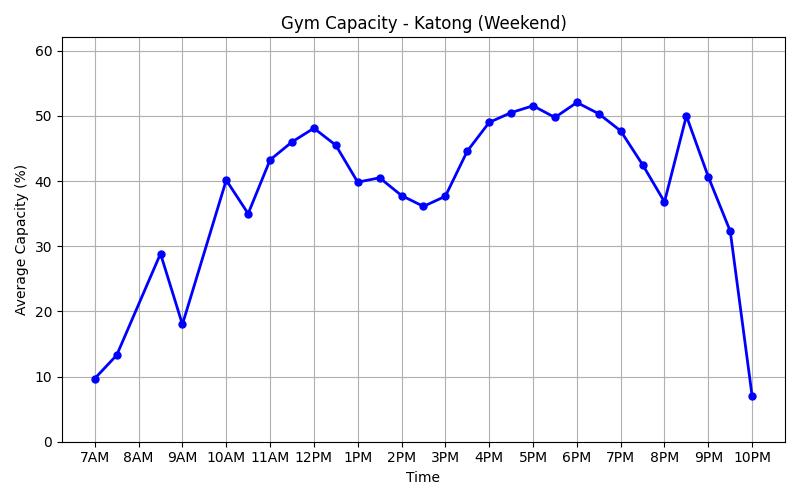 Gym Capacity - Katong (Weekend)
60
50
40
30
20
10
0
Average Capacity (%)
7AM 8AM 9AM 10AM 11AM 12PM 1PM 2PM 3PM 4PM 5PM 6PM 7PM 8PM 9PM 10PM
Time